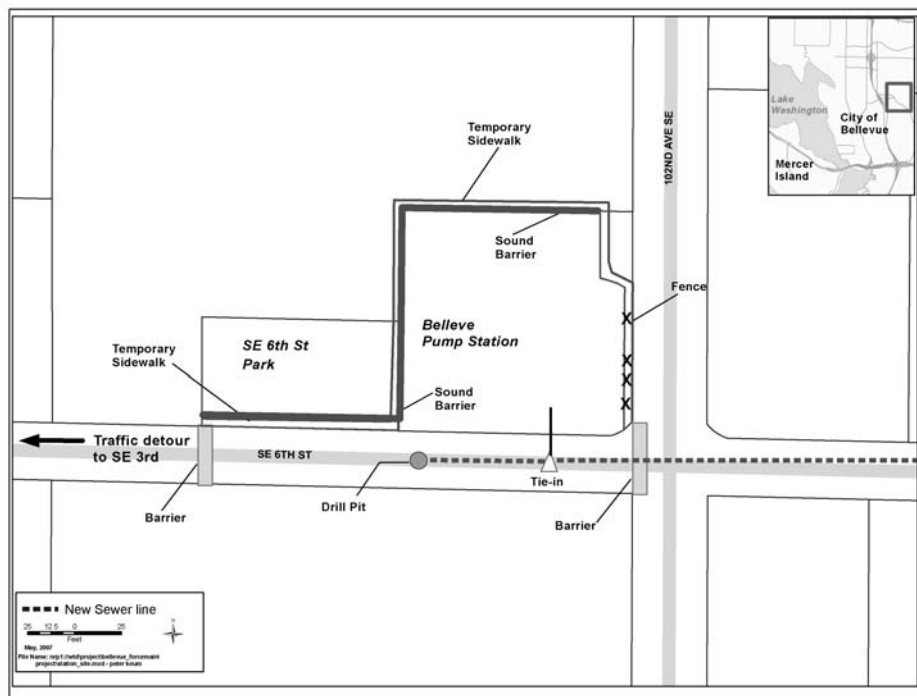 Lake
Washington
City of
Bellevue
Mercer
Island
102ND AVE SE
Temporary
Sidewalk
Sound
Barrier
Fence
Belleve
Pump Station
SE 6th St
Park
Temporary
Sidewalk
Sound
Barrier
Traffic detour
to SE 3rd
SE 6TH ST
Tie-in
Drill Pit
Barrier
Barrier
New Sewer line
25 12.5 0 25
Feet
May, 2007